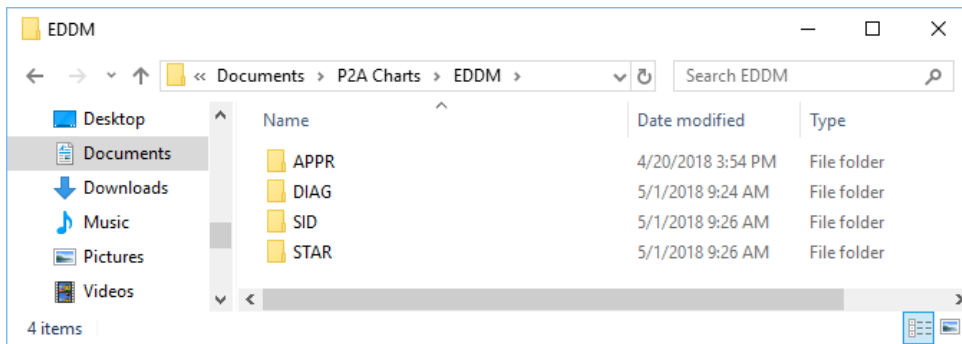 EDDM
« Documents > P2A Charts > EDDM >
Search EDDM
Desktop
Documents
Downloads
Music
Pictures
Videos
Name Date modified Type
APPR 4/20/2018 3:54 PM File folder
DIAG 5/1/2018 9:24 AM File folder
SID 5/1/2018 9:26 AM File folder
STAR 5/1/2018 9:26 AM File folder
4 items